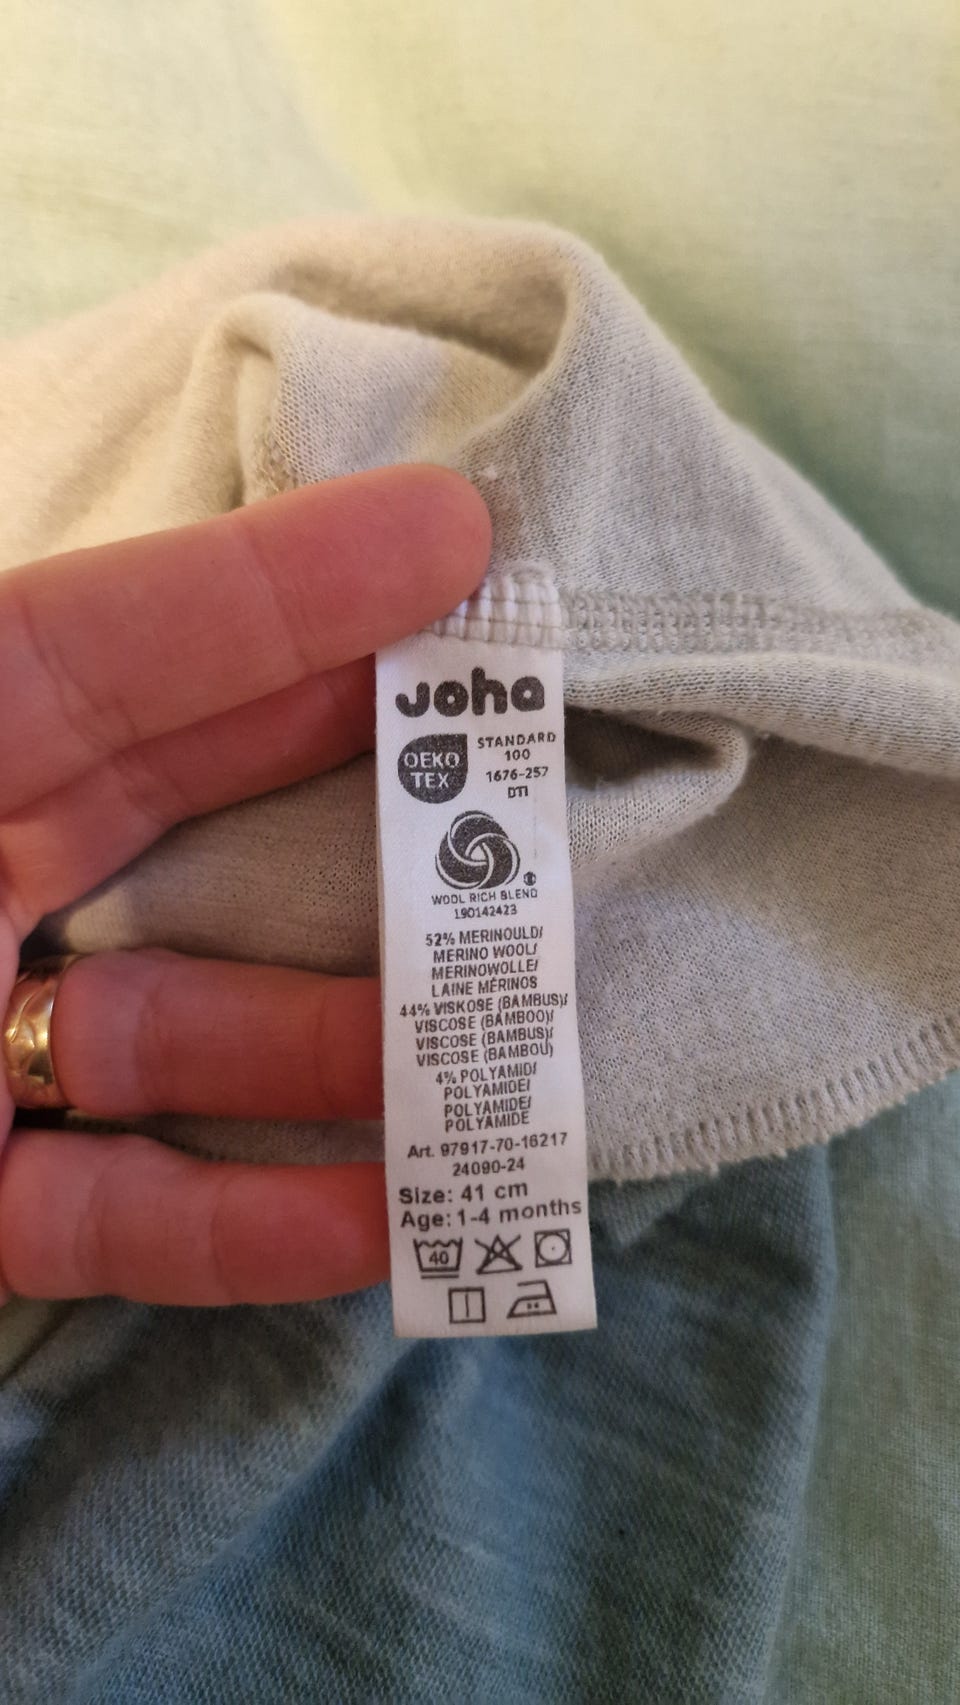 Joha
OEKO
TEX
STANDARD
100
1676-257
DTI
WOOL RICH BLEND
190142423
52% MERINOULD/
MERINO WOOL/
MERINOWOLLE/
LAINE MÉRINOS
44% VISKOSE (BAMBUS)/
VISCOSE (BAMBOO)/
VISCOSE (BAMBUS)/
VISCOSE (BAMBOU)
4% POLYAMID/
POLYAMIDE/
POLYAMIDE/
POLYAMIDE
Art. 97917-70-16217
24090-24
Size: 41 cm
Age: 1-4 months
40